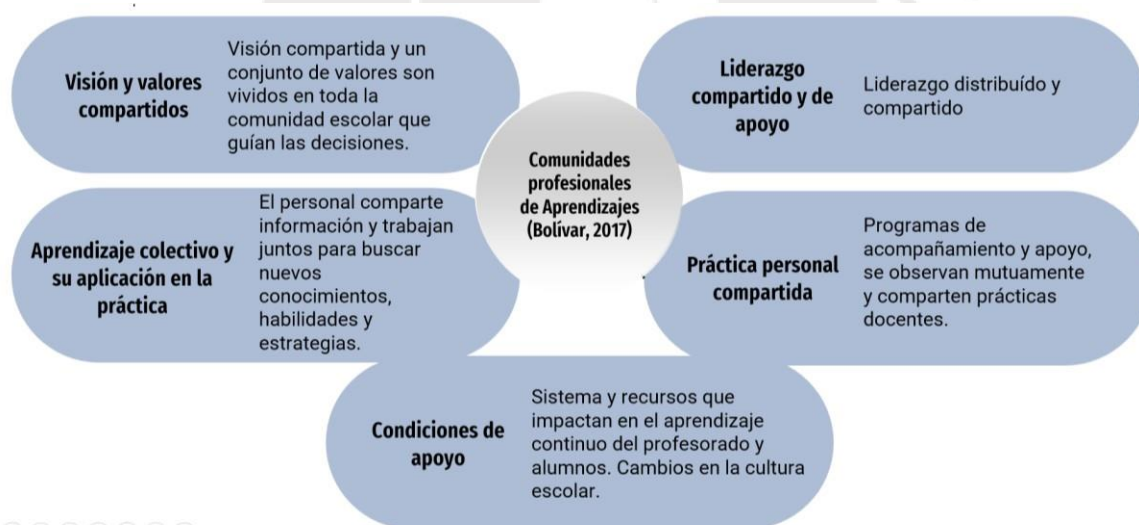 Visión y valores
compartidos
Visión compartida y un
conjunto de valores son
vividos en toda la
comunidad escolar que
guían las decisiones.
Liderazgo
compartido y de
apoyo
Liderazgo distribuído y
compartido
Comunidades
profesionales
de Aprendizajes
(Bolívar, 2017)
Aprendizaje colectivo y
su aplicación en la
práctica
El personal comparte
información y trabajan
juntos para buscar
nuevos
conocimientos,
habilidades y
estrategias.
Práctica personal
compartida
Programas de
acompañamiento y apoyo,
se observan mutuamente
y comparten prácticas
docentes.
Condiciones de
apoyo
Sistema y recursos que
impactan en el aprendizaje
continuo del profesorado y
alumnos. Cambios en la cultura
escolar.